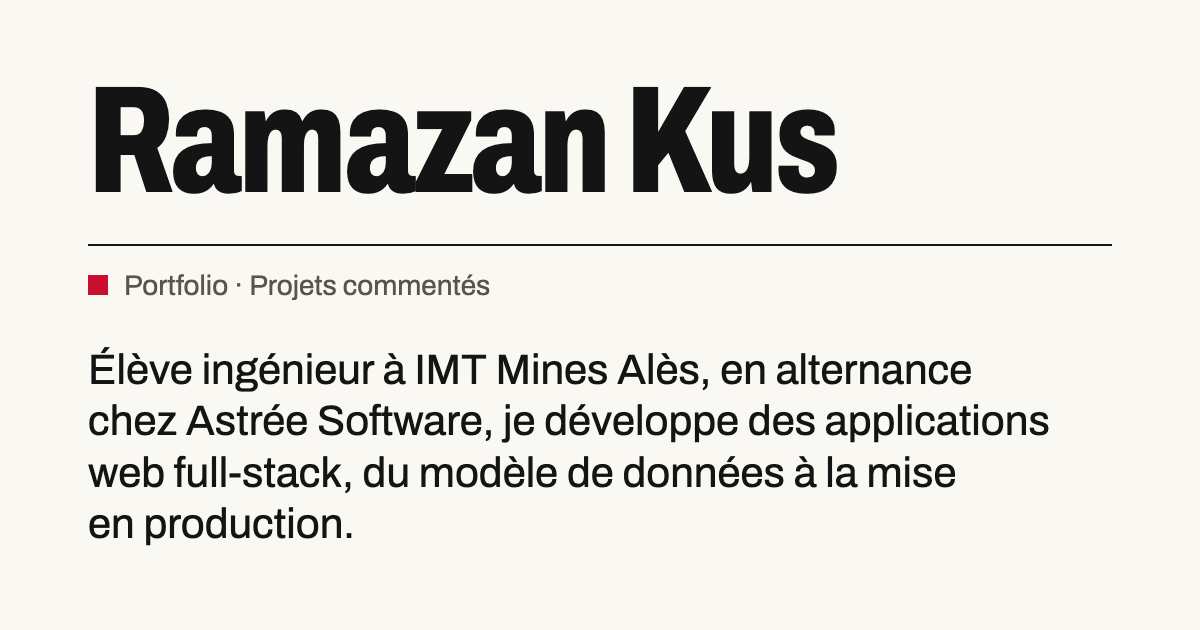 Ramazan Kus
Portfolio · Projets commentés
Élève ingénieur à IMT Mines Alès, en alternance
chez Astrée Software, je développe des applications
web full-stack, du modèle de données à la mise
en production.